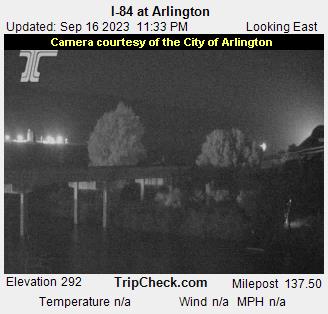 I-84 at Arlington
Updated: Sep 16 2023 11:33 PM Looking East
Camera courtesy of the City of Arlington
Elevation 292 TripCheck.com Milepost 137.50
Temperature n/a Wind n/a MPH n/a